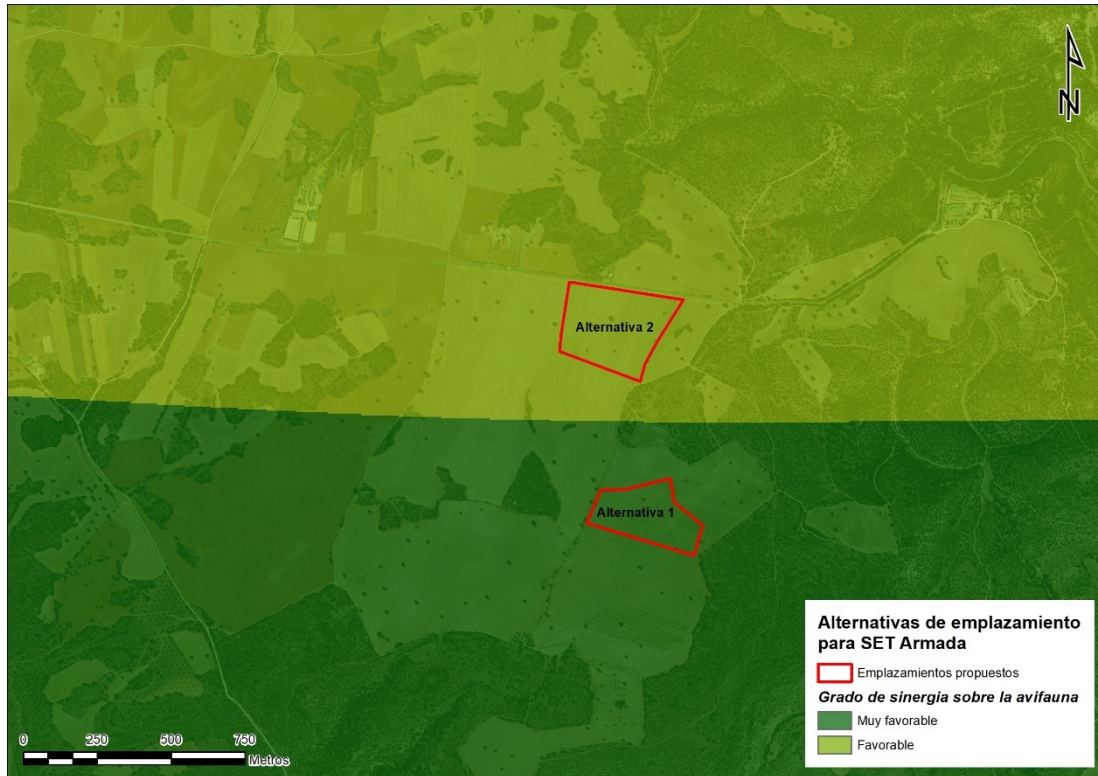 N
Alternativa 2
Alternativa 1
Alternativas de emplazamiento
para SET Armada
Emplazamientos propuestos
Grado de sinergia sobre la avifauna
Muy favorable
Favorable
0 250 500 750
Metros